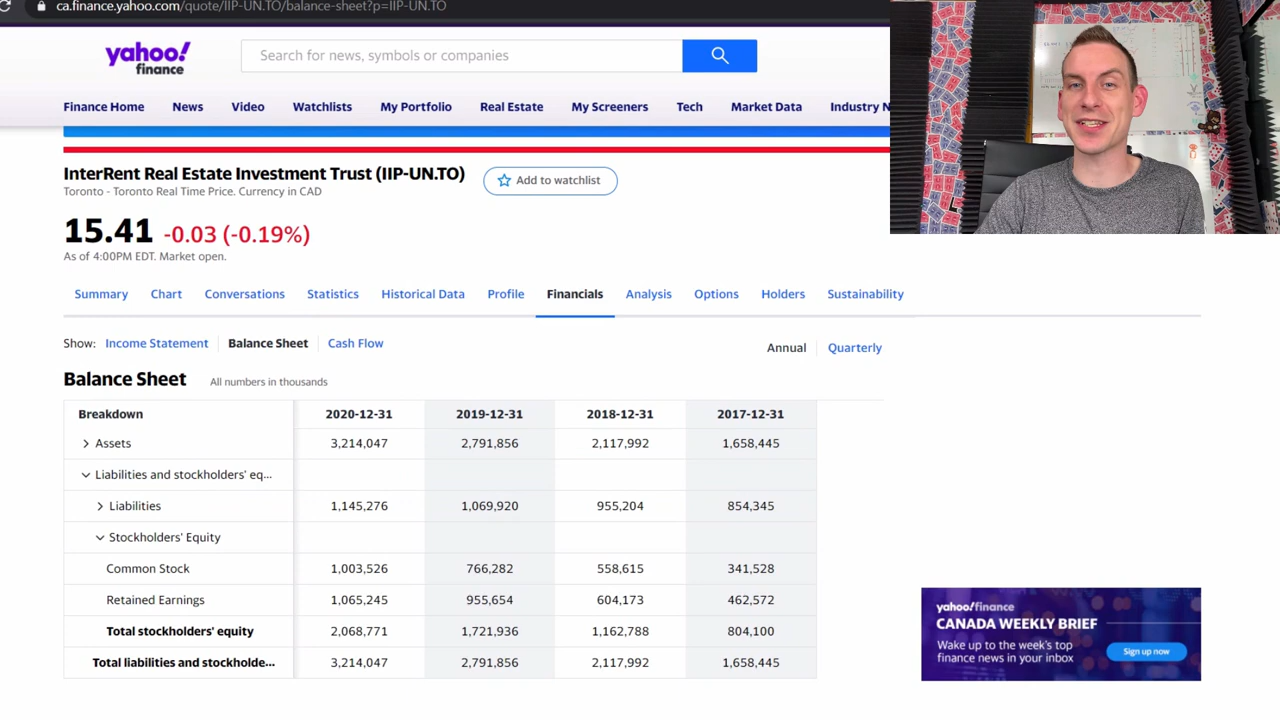 ca.finance.yahoo.com/quote/IIP-UN.TO/balance-sheet?p=IIP-UN.TO
yahoo!
finance
Search for news, symbols or companies
Finance Home News Video Watchlists My Portfolio Real Estate My Screeners Tech Market Data Industry N
InterRent Real Estate Investment Trust (IIP-UN.TO)
Add to watchlist
Toronto - Toronto Real Time Price. Currency in CAD
15.41 -0.03 (-0.19%)
As of 4:00PM EDT. Market open.
Summary Chart Conversations Statistics Historical Data Profile Financials Analysis Options Holders Sustainability
Show: Income Statement Balance Sheet Cash Flow
Annual Quarterly
Balance Sheet All numbers in thousands
Breakdown 2020-12-31 2019-12-31 2018-12-31 2017-12-31
Assets 3,214,047 2,791,856 2,117,992 1,658,445
Liabilities and stockholders' eq...
Liabilities 1,145,276 1,069,920 955,204 854,345
Stockholders' Equity
Common Stock 1,003,526 766,282 558,615 341,528
Retained Earnings 1,065,245 955,654 604,173 462,572
Total stockholders' equity 2,068,771 1,721,936 1,162,788 804,100
Total liabilities and stockholde... 3,214,047 2,791,856 2,117,992 1,658,445
yahoo!finance
CANADA WEEKLY BRIEF
Wake up to the week's top
finance news in your inbox
Sign up now